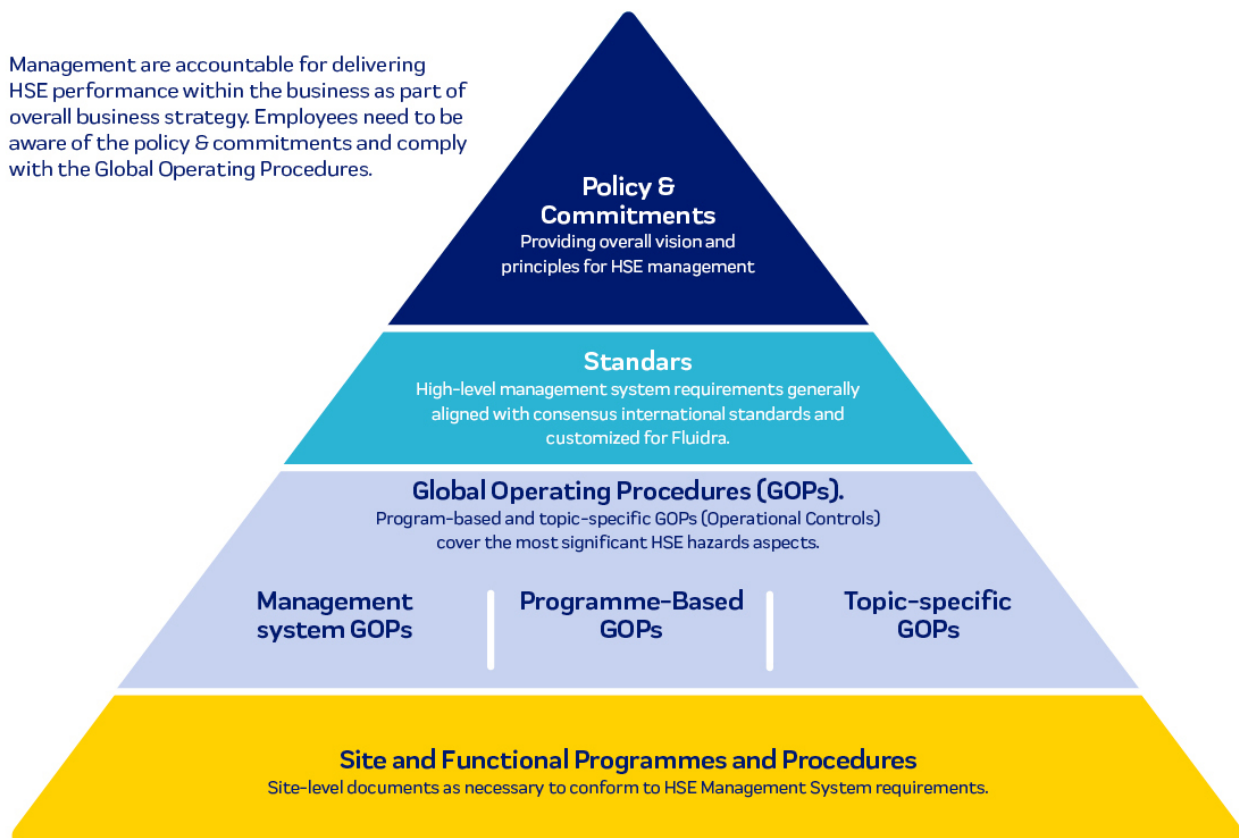 Management are accountable for delivering
HSE performance within the business as part of
overall business strategy. Employees need to be
aware of the policy & commitments and comply
with the Global Operating Procedures.
Policy &
Commitments
Providing overall vision and
principles for HSE management
Standars
High-level management system requirements generally
aligned with consensus international standards and
customized for Fluidra.
Global Operating Procedures (GOPs).
Program-based and topic-specific GOPs (Operational Controls)
cover the most significant HSE hazards aspects.
Management
system GOPs
Programme-Based
GOPs
Topic-specific
GOPs
Site and Functional Programmes and Procedures
Site-level documents as necessary to conform to HSE Management System requirements.